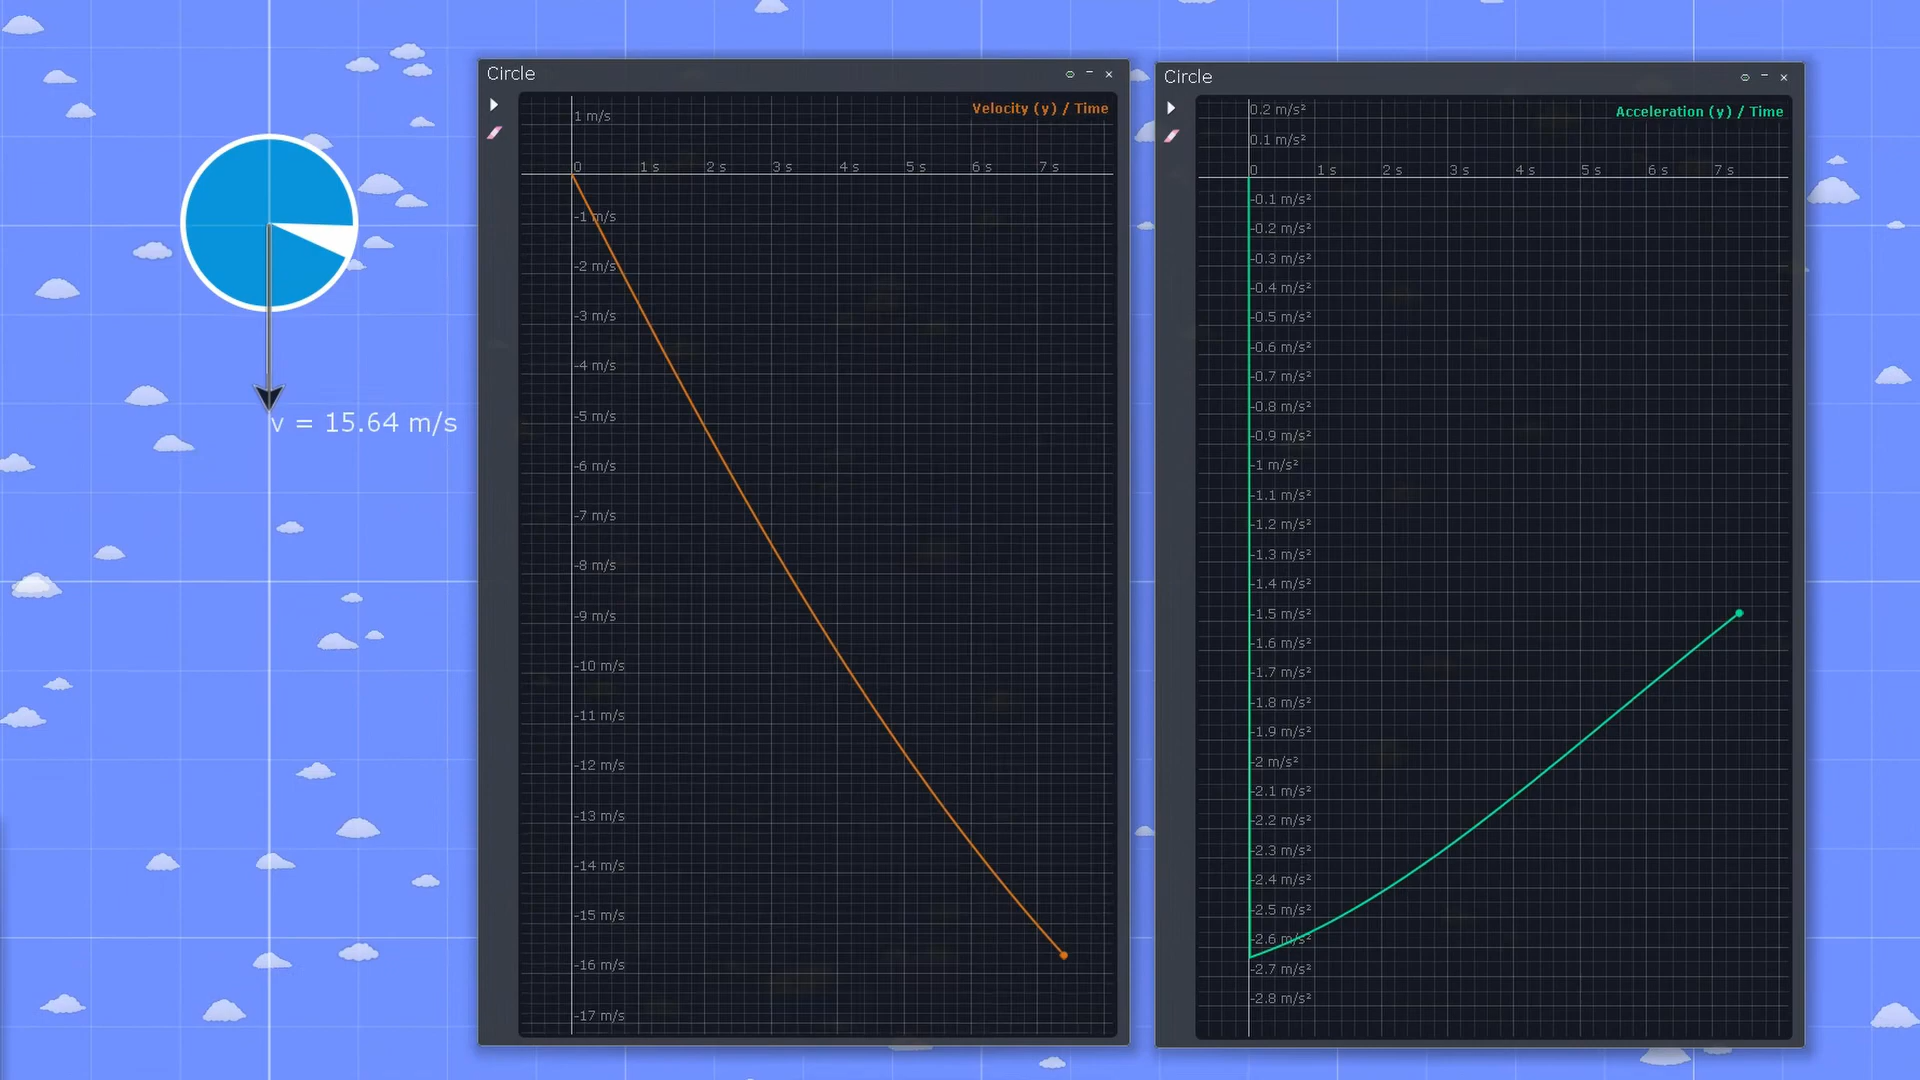 v = 15.64 m/s
Circle
Velocity (y) / Time
1 m/s
0
1 s
2 s
3 s
4 s
5 s
6 s
7 s
-1 m/s
-2 m/s
-3 m/s
-4 m/s
-5 m/s
-6 m/s
-7 m/s
-8 m/s
-9 m/s
-10 m/s
-11 m/s
-12 m/s
-13 m/s
-14 m/s
-15 m/s
-16 m/s
-17 m/s
Circle
Acceleration (y) / Time
0.2 m/s²
0.1 m/s²
0
1 s
2 s
3 s
4 s
5 s
6 s
7 s
-0.1 m/s²
-0.2 m/s²
-0.3 m/s²
-0.4 m/s²
-0.5 m/s²
-0.6 m/s²
-0.7 m/s²
-0.8 m/s²
-0.9 m/s²
-1 m/s²
-1.1 m/s²
-1.2 m/s²
-1.3 m/s²
-1.4 m/s²
-1.5 m/s²
-1.6 m/s²
-1.7 m/s²
-1.8 m/s²
-1.9 m/s²
-2 m/s²
-2.1 m/s²
-2.2 m/s²
-2.3 m/s²
-2.4 m/s²
-2.5 m/s²
-2.6 m/s²
-2.7 m/s²
-2.8 m/s²